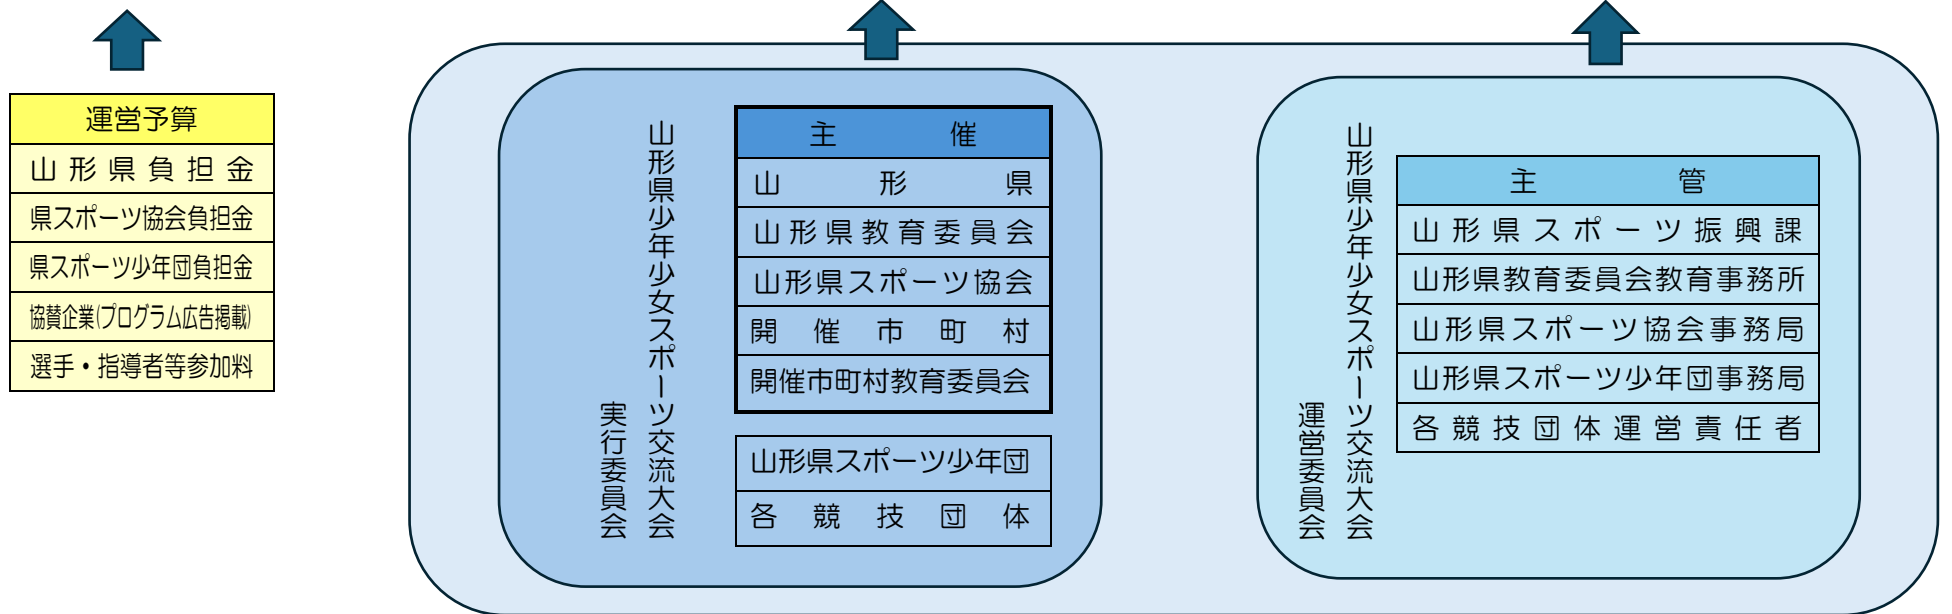 運営予算
山形県負担金
県スポーツ協会負担金
県スポーツ少年団負担金
協賛企業(プログラム広告掲載)
選手・指導者等参加料
山形県少年少女スポーツ交流大会
実行委員会
主催
山形県
山形県教育委員会
山形県スポーツ協会
開催市町村
開催市町村教育委員会
山形県スポーツ少年団
各競技団体
山形県少年少女スポーツ交流大会
運営委員会
主管
山形県スポーツ振興課
山形県教育委員会教育事務所
山形県スポーツ協会事務局
山形県スポーツ少年団事務局
各競技団体運営責任者